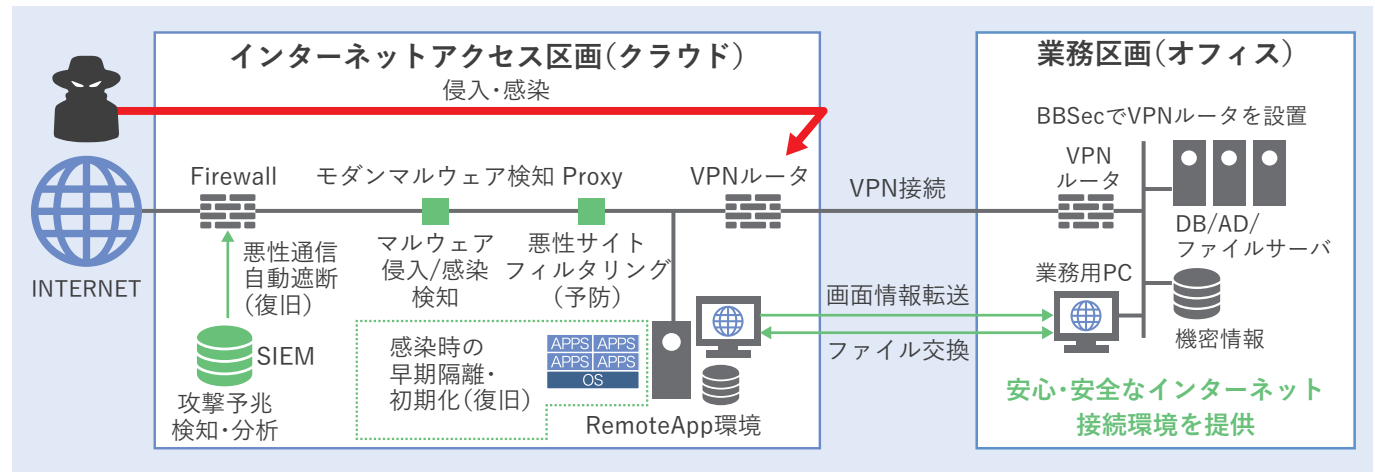 インターネットアクセス区画(クラウド)
侵入・感染
INTERNET
Firewall
モダンマルウェア検知
Proxy
VPNルータ
悪性通信
自動遮断
(復旧)
マルウェア
侵入/感染
検知
悪性サイト
フィルタリング
(予防)
SIEM
攻撃予兆
検知・分析
感染時の
早期隔離・
初期化(復旧)
APPS APPS
APPS APPS
OS
RemoteApp環境
VPN接続
画面情報転送
ファイル交換
業務区画(オフィス)
BBSecでVPNルータを設置
VPN
ルータ
DB/AD/
ファイルサーバ
業務用PC
機密情報
安心・安全なインターネット
接続環境を提供